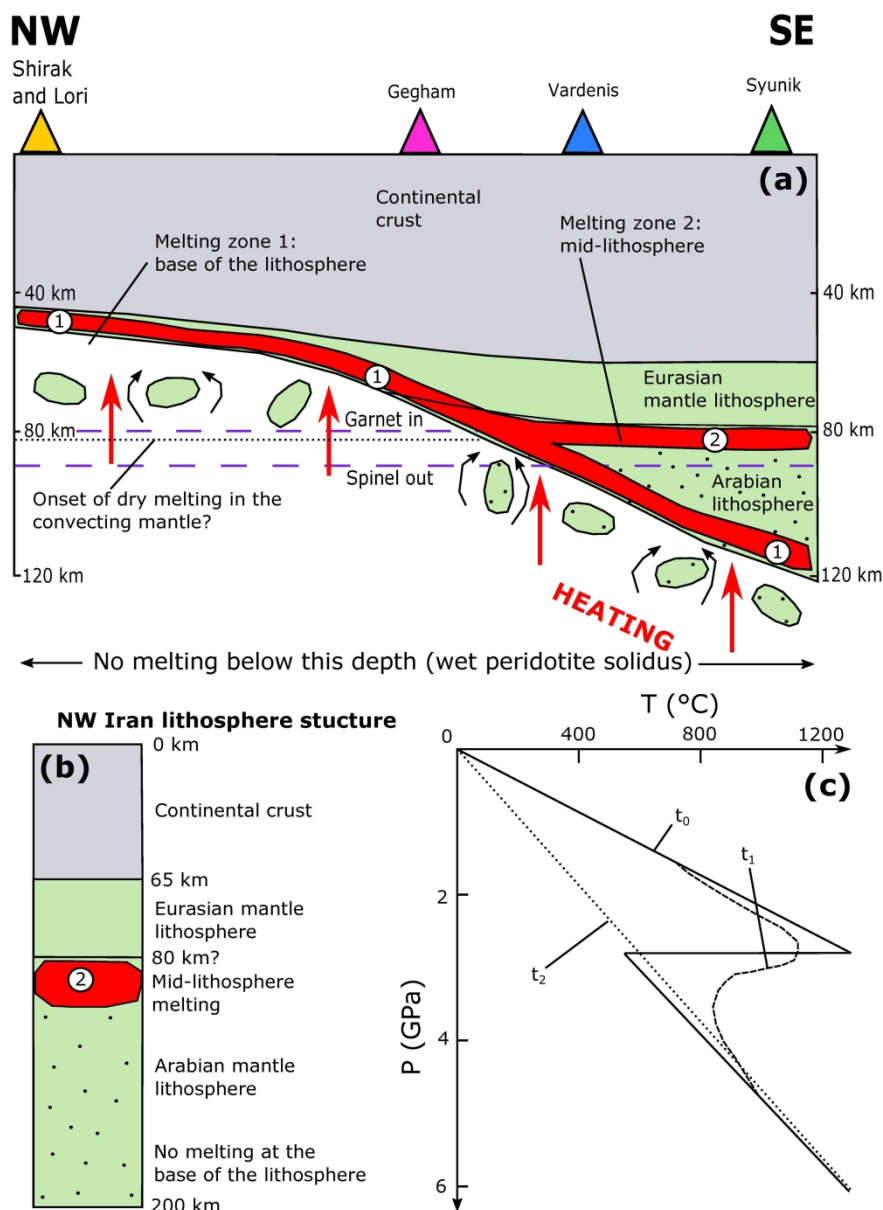 NW
SE
Shirak
and Lori
Gegham
Vardenis
Syunik
(a)
Continental
crust
Melting zone 1:
base of the lithosphere
Melting zone 2:
mid-lithosphere
40 km
40 km
1
1
Eurasian
mantle lithosphere
Garnet in
80 km
80 km
2
Spinel out
Arabian
lithosphere
Onset of dry melting in the
convecting mantle?
1
120 km
120 km
HEATING
No melting below this depth (wet peridotite solidus)
NW Iran lithosphere stucture
(b)
0 km
Continental crust
65 km
Eurasian mantle
lithosphere
80 km?
2
Mid-lithosphere
melting
Arabian mantle
lithosphere
No melting at the
base of the lithosphere
200 km
T (°C)
0
400
800
1200
(c)
t0
t1
2
t2
P (GPa)
4
6